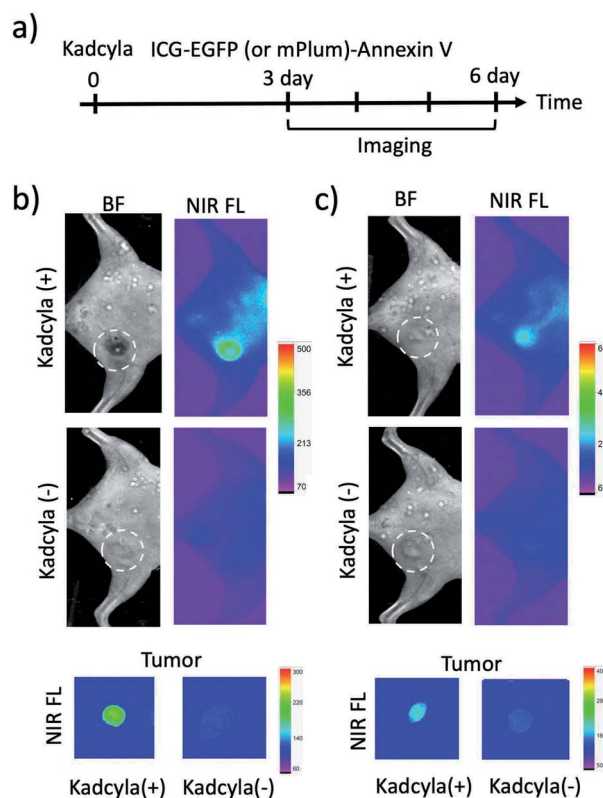 a)
Kadcyla ICG-EGFP (or mPlum)-Annexin V
0 3 day 6 day
Time
Imaging
b)
BF NIR FL
Kadcyla (+)
500
356
213
70
Kadcyla (-)
Tumor
NIR FL
300
220
140
60
Kadcyla(+) Kadcyla(-)
c)
BF NIR FL
Kadcyla (+)
Kadcyla (-)
Tumor
NIR FL
Kadcyla(+) Kadcyla(-)